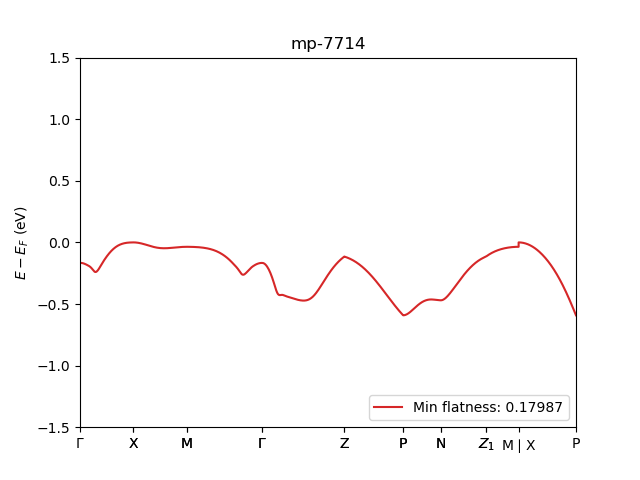 mp-7714
E − E_F (eV)
1.5
1.0
0.5
0.0
−0.5
−1.0
−1.5
Min flatness: 0.17987
Γ X M Γ Z P N Z₁ M | X P